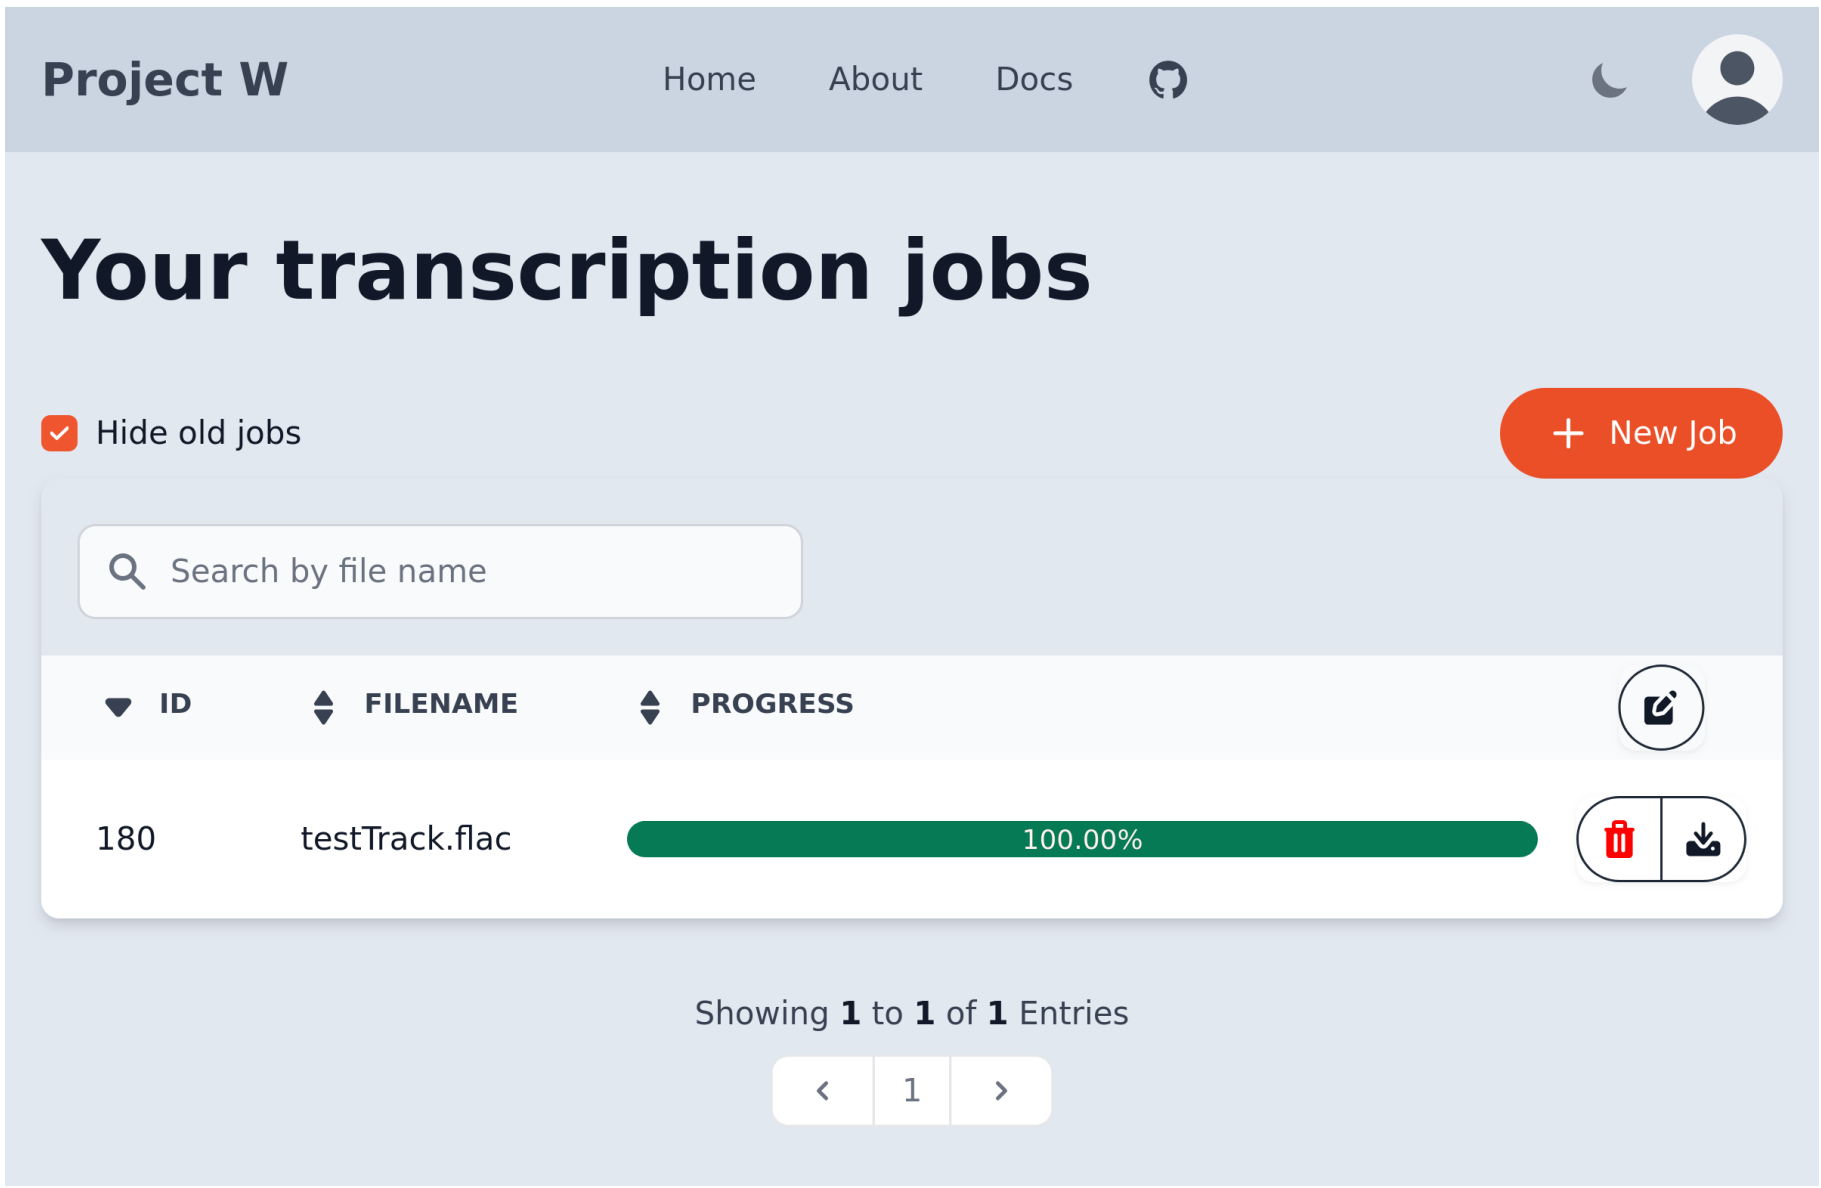 Project W Home About Docs
Your transcription jobs
Hide old jobs + New Job
Search by file name
ID FILENAME PROGRESS
180 testTrack.flac 100.00%
Showing 1 to 1 of 1 Entries
1